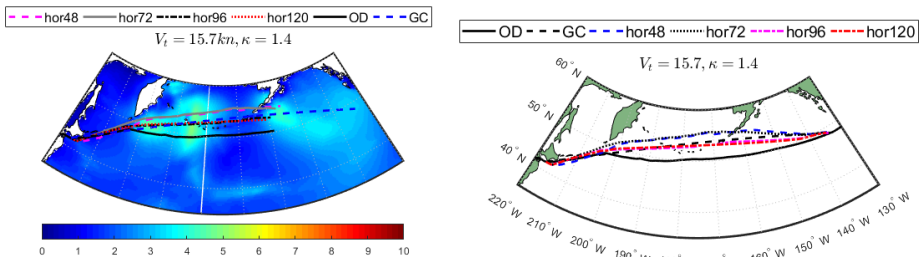 hor48 hor72 hor96 hor120 OD GC
V_t = 15.7kn, κ = 1.4
0 1 2 3 4 5 6 7 8 9 10
OD GC hor48 hor72 hor96 hor120
V_t = 15.7, κ = 1.4
60° N
50° N
40° N
220° W
210° W
200° W
190° W
160° W
150° W
140° W
130° W